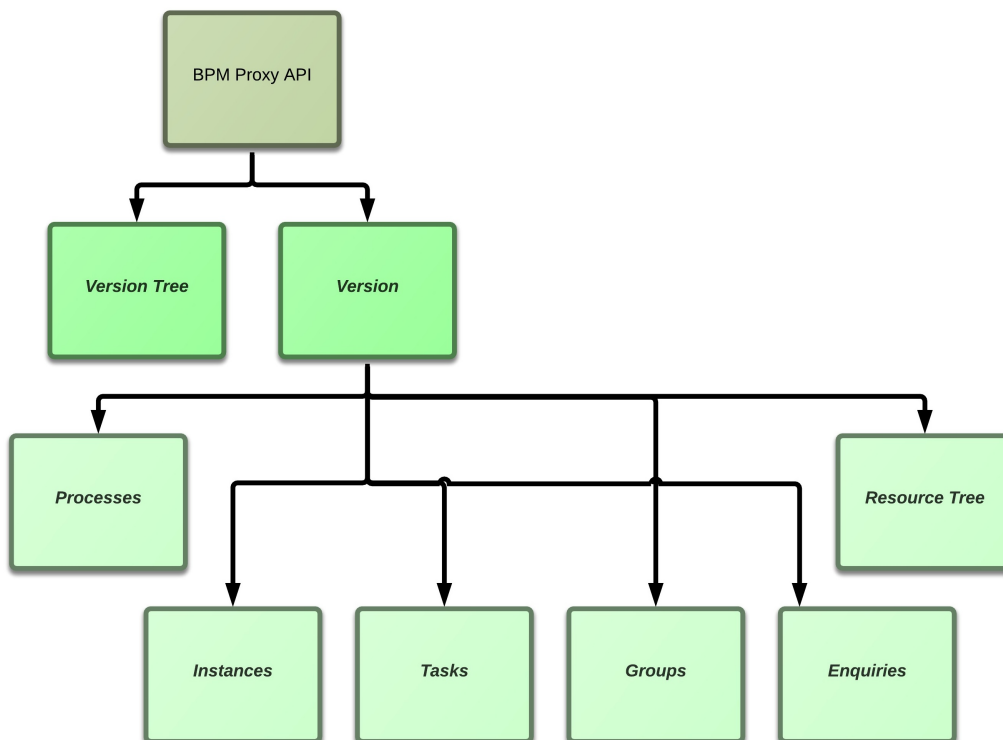 BPM Proxy API
Version Tree
Version
Processes
Resource Tree
Instances
Tasks
Groups
Enquiries